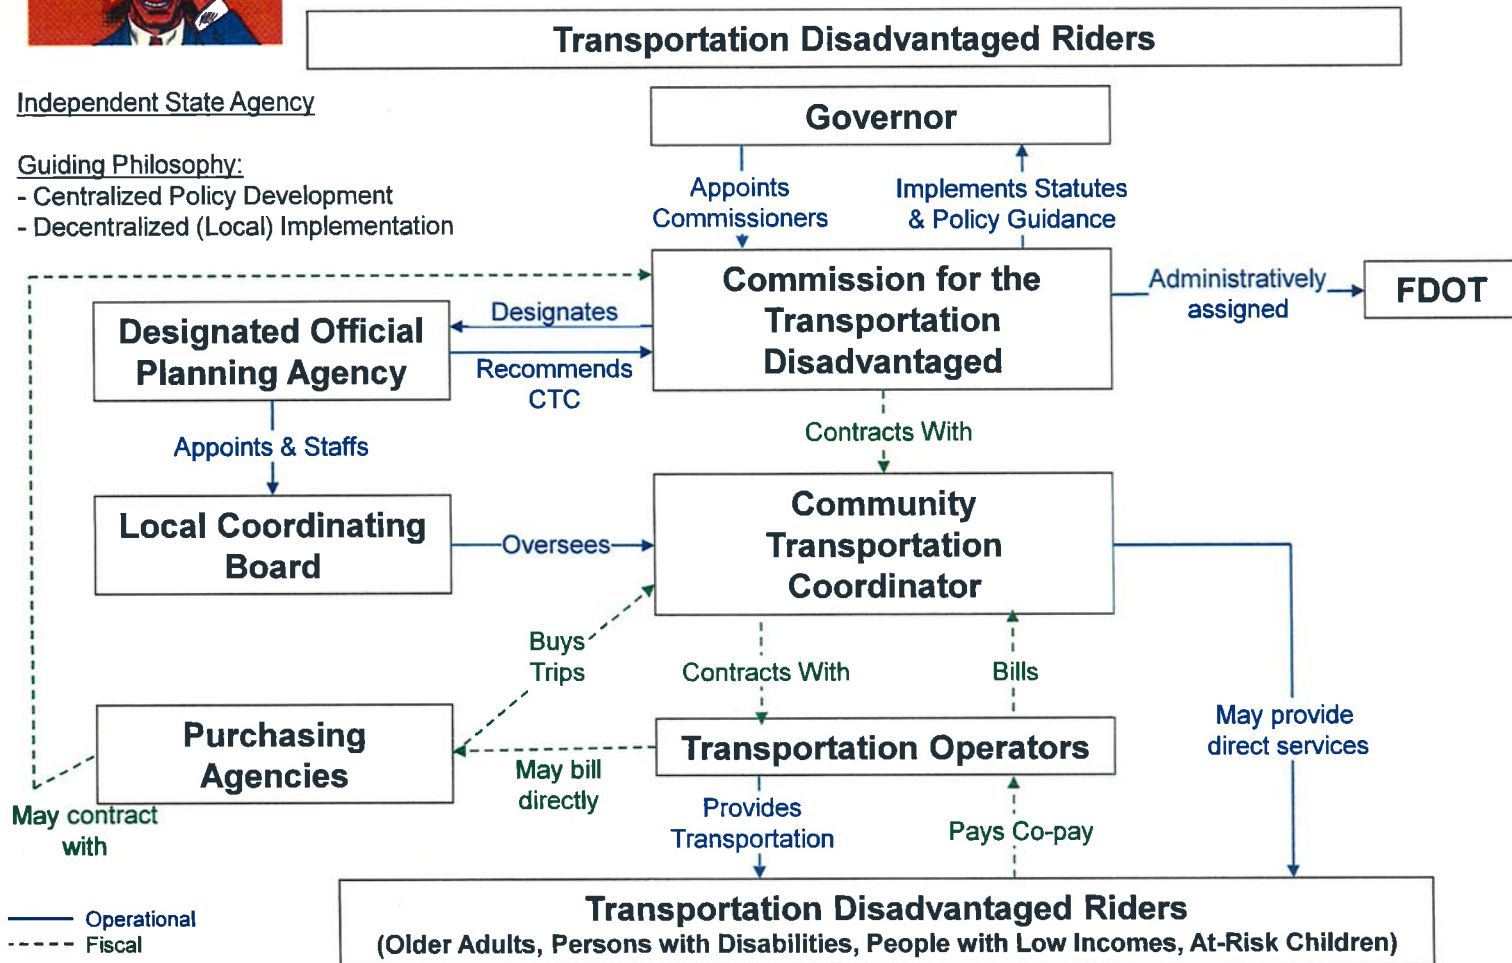 Transportation Disadvantaged Riders
Independent State Agency
Guiding Philosophy:
- Centralized Policy Development
- Decentralized (Local) Implementation
Governor
Appoints
Commissioners
Implements Statutes
& Policy Guidance
Commission for the
Transportation
Disadvantaged
Administratively
assigned
FDOT
Designated Official
Planning Agency
Designates
Recommends
CTC
Appoints & Staffs
Contracts With
Local Coordinating
Board
Oversees
Community
Transportation
Coordinator
Buys
Trips
Contracts With
Bills
May provide
direct services
Purchasing
Agencies
May bill
directly
Transportation Operators
May contract
with
Provides
Transportation
Pays Co-pay
Operational
Fiscal
Transportation Disadvantaged Riders
(Older Adults, Persons with Disabilities, People with Low Incomes, At-Risk Children)